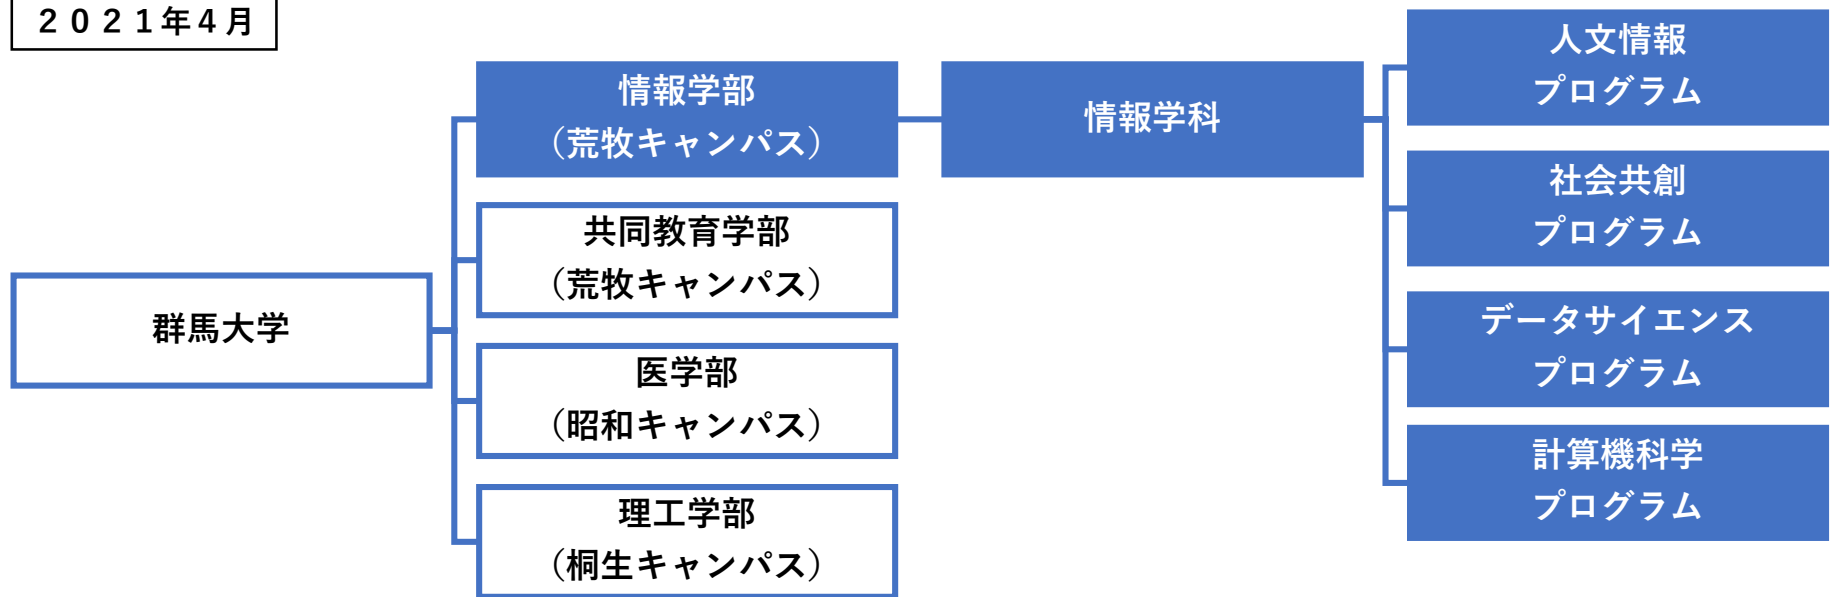 ２０２１年４月
群馬大学
情報学部
（荒牧キャンパス）
共同教育学部
（荒牧キャンパス）
医学部
（昭和キャンパス）
理工学部
（桐生キャンパス）
情報学科
人文情報
プログラム
社会共創
プログラム
データサイエンス
プログラム
計算機科学
プログラム